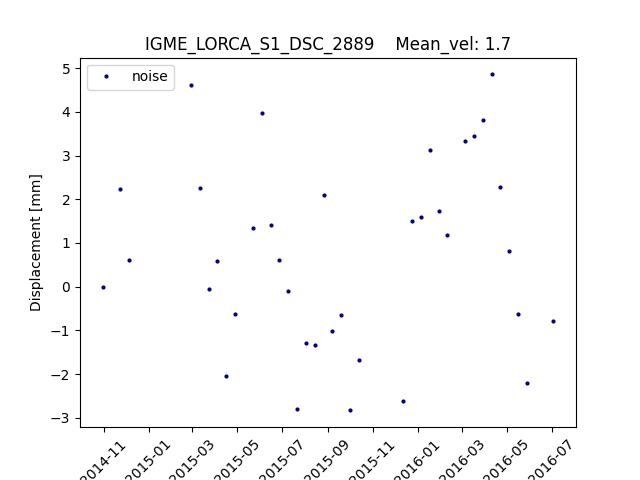 IGME_LORCA_S1_DSC_2889 Mean_vel: 1.7
noise
Displacement [mm]
5
4
3
2
1
0
−1
−2
−3
2014-11 2015-01 2015-03 2015-05 2015-07 2015-09 2015-11 2016-01 2016-03 2016-05 2016-07